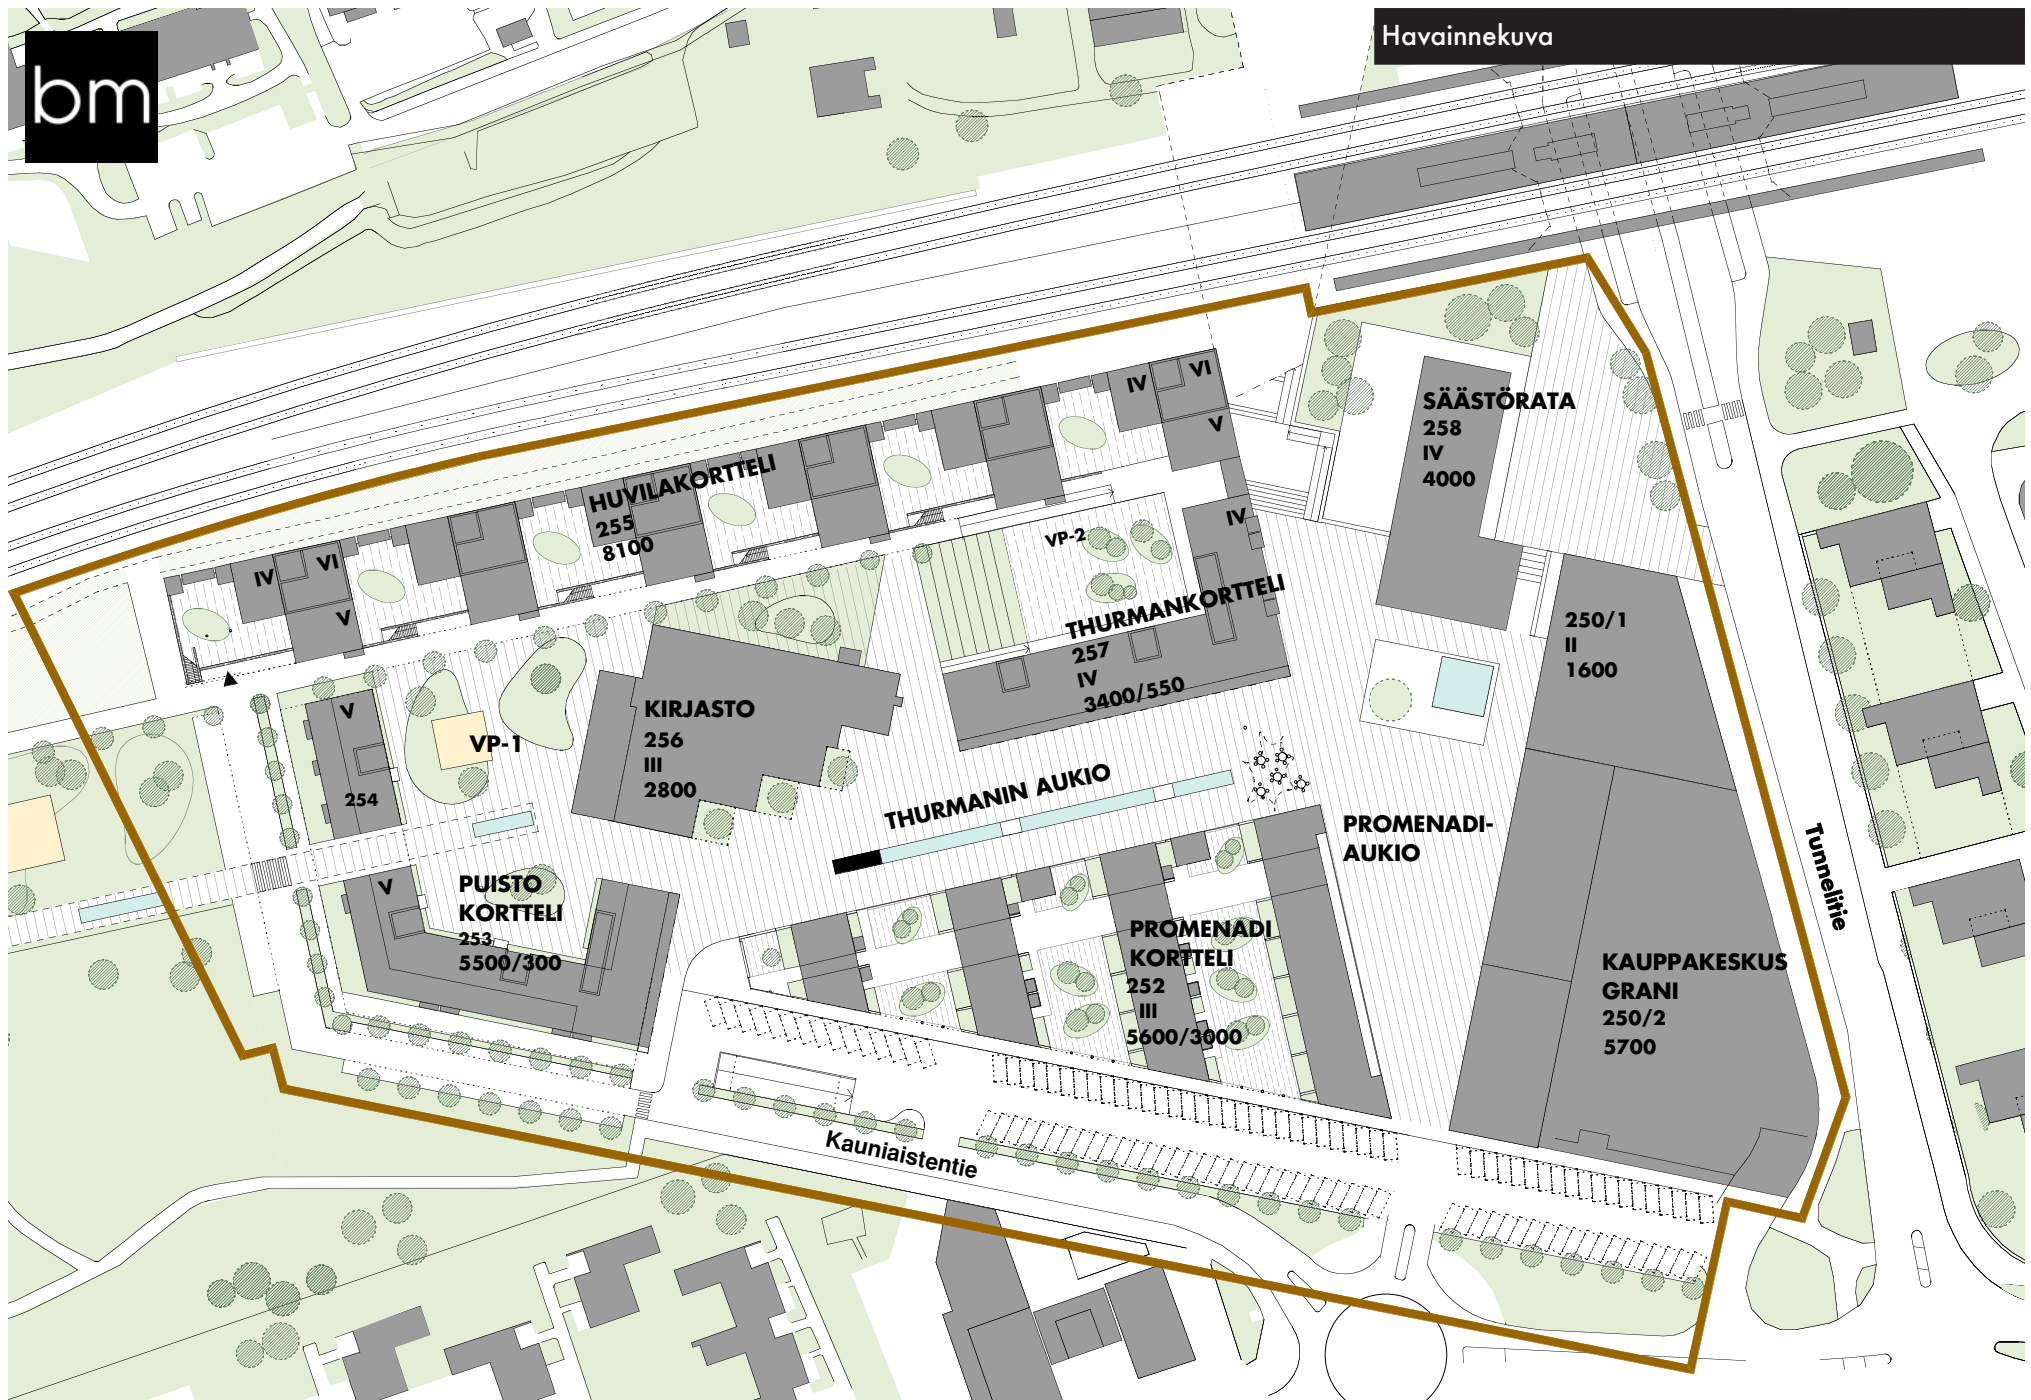 bm
Havainnekuva
SÄÄSTÖRATA
258
IV
4000
HUVILAKORTTELI
255
8100
IV
VI
V
IV
VI
V
IV
VP-2
THURMANKORTTELI
257
IV
3400/550
250/1
II
1600
KIRJASTO
256
III
2800
V
254
VP-1
THURMANIN AUKIO
PROMENADI-
AUKIO
Tunnelitie
V
PUISTO
KORTTELI
253
5500/300
PROMENADI
KORTTELI
252
III
5600/3000
KAUPPAKESKUS
GRANI
250/2
5700
Kauniaistentie